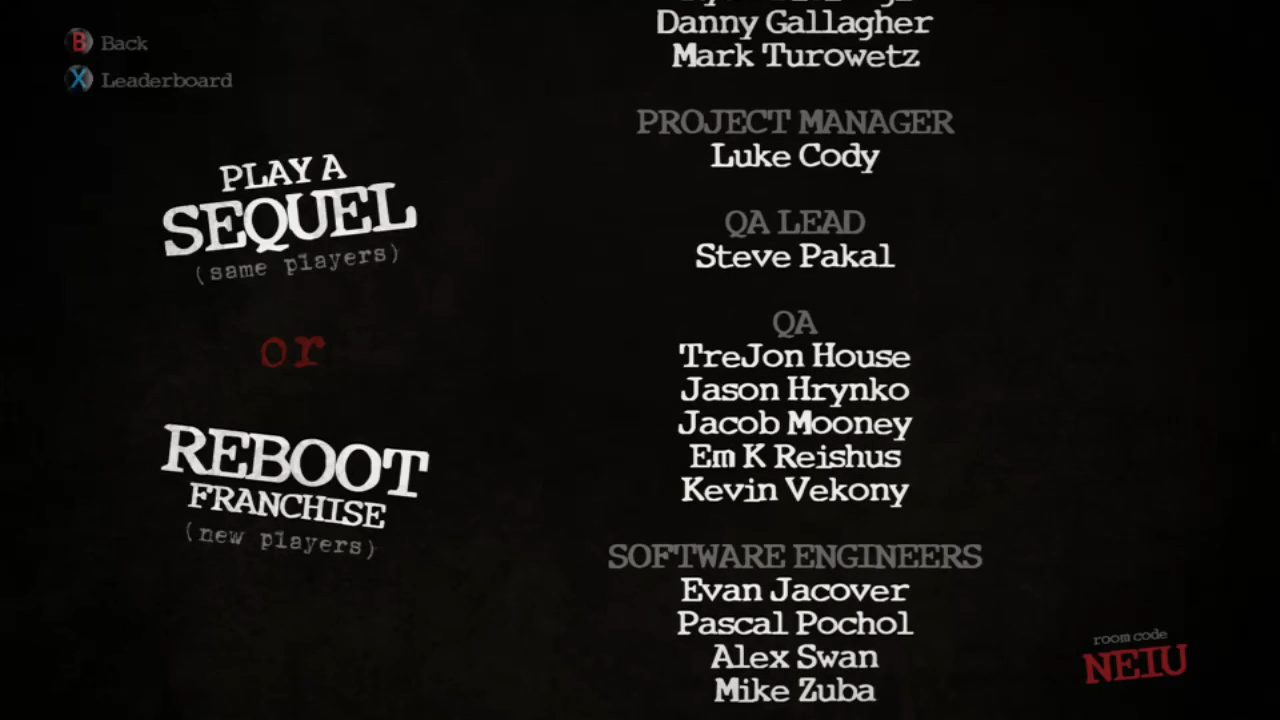 B Back
X Leaderboard
PLAY A
SEQUEL
(same players)
or
REBOOT
FRANCHISE
(new players)
Danny Gallagher
Mark Turowetz
PROJECT MANAGER
Luke Cody
QA LEAD
Steve Pakal
QA
TreJon House
Jason Hrynko
Jacob Mooney
Em K Reishus
Kevin Vekony
SOFTWARE ENGINEERS
Evan Jacover
Pascal Pochol
Alex Swan
Mike Zuba
room code
NEIU